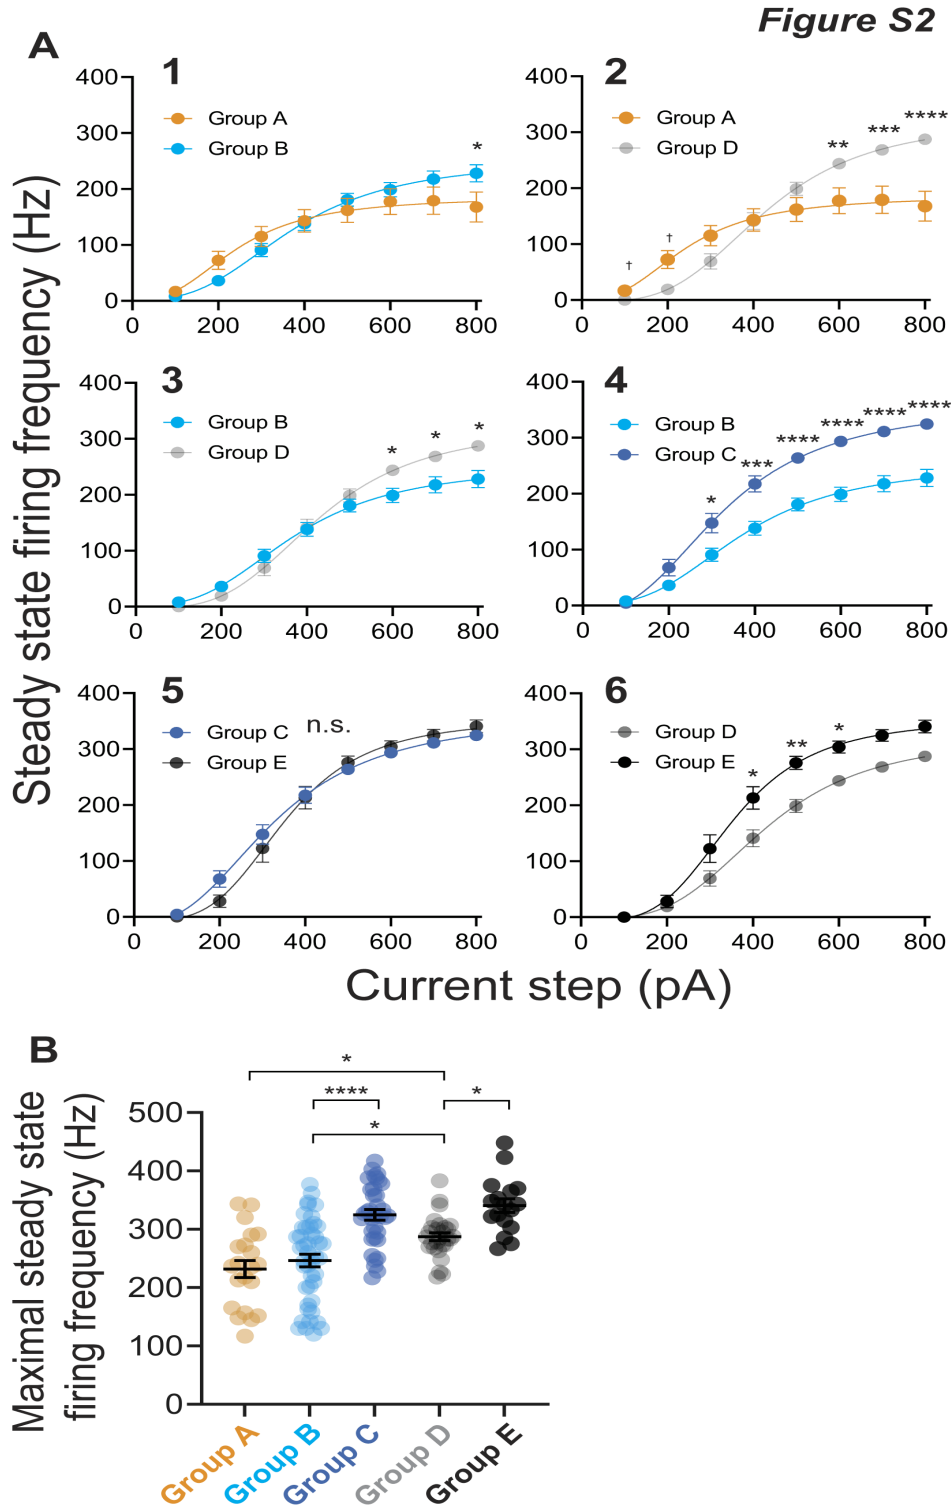 Figure S2
A
Steady state firing frequency (Hz)
1
400
300
200
100
0
Group A
Group B
*
0 200 400 600 800
2
400
300
200
100
0
Group A
Group D
† † ** *** ****
0 200 400 600 800
3
400
300
200
100
0
Group B
Group D
* * *
0 200 400 600 800
4
400
300
200
100
0
Group B
Group C
* *** **** **** **** ****
0 200 400 600 800
5
400
300
200
100
0
Group C
Group E
n.s.
0 200 400 600 800
6
400
300
200
100
0
Group D
Group E
* ** *
0 200 400 600 800
Current step (pA)
B
Maximal steady state
firing frequency (Hz)
500
400
300
200
100
0
*
**** *
*
Group A
Group B
Group C
Group D
Group E